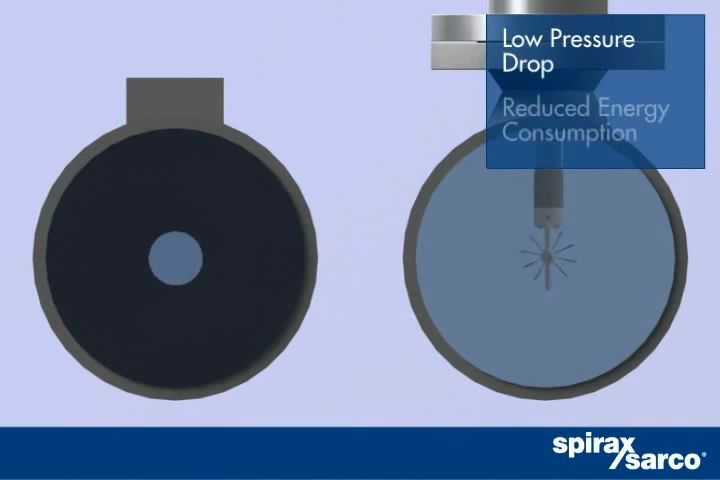 Low Pressure
Drop
Reduced Energy
Consumption
spirax
sarco